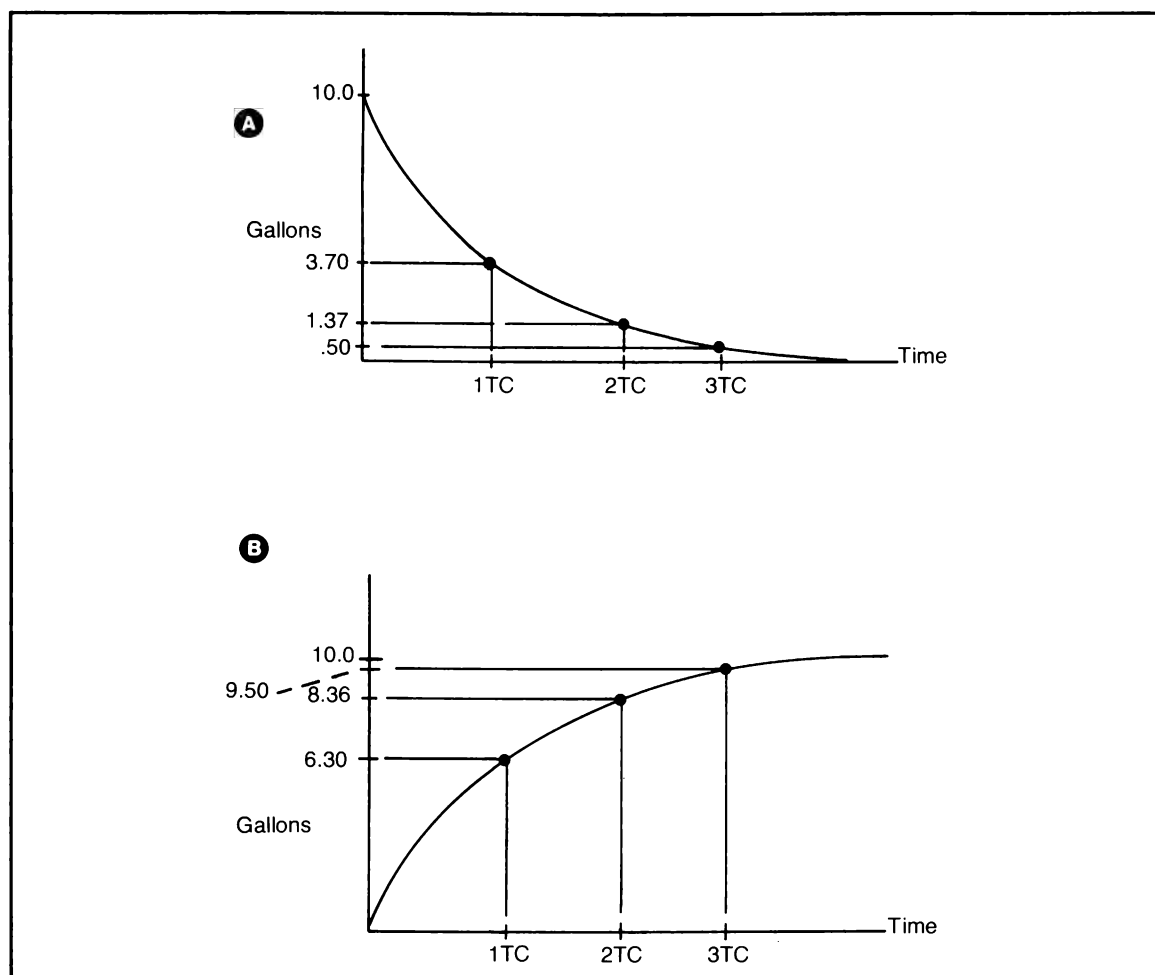 A
10.0
Gallons
3.70
1.37
.50
Time
1TC 2TC 3TC
B
10.0
9.50
8.36
6.30
Gallons
Time
1TC 2TC 3TC